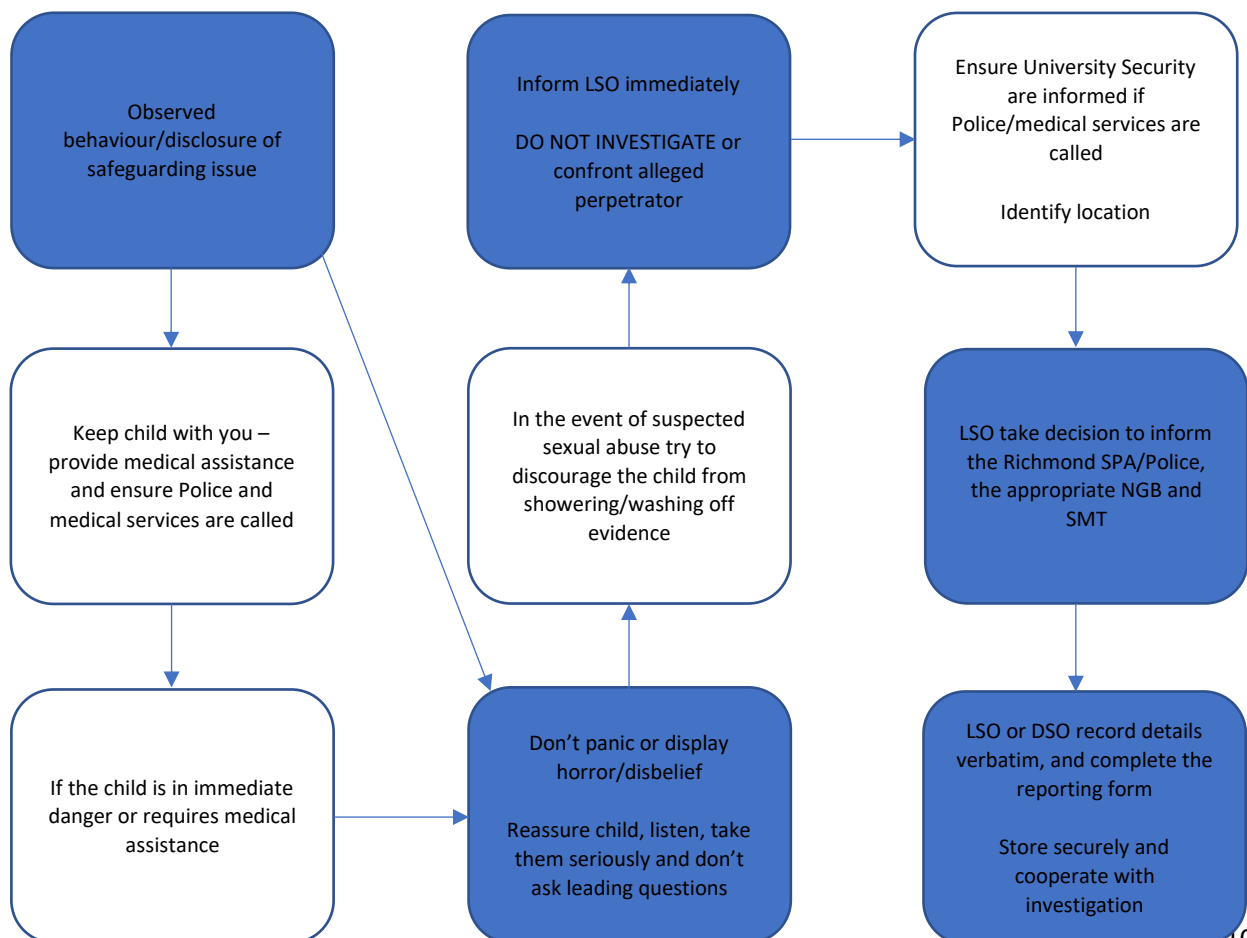 Observed
behaviour/disclosure of
safeguarding issue
Keep child with you –
provide medical assistance
and ensure Police and
medical services are called
If the child is in immediate
danger or requires medical
assistance
Don’t panic or display
horror/disbelief
Reassure child, listen, take
them seriously and don’t
ask leading questions
In the event of suspected
sexual abuse try to
discourage the child from
showering/washing off
evidence
Inform LSO immediately
DO NOT INVESTIGATE or
confront alleged
perpetrator
Ensure University Security
are informed if
Police/medical services are
called
Identify location
LSO take decision to inform
the Richmond SPA/Police,
the appropriate NGB and
SMT
LSO or DSO record details
verbatim, and complete the
reporting form
Store securely and
cooperate with
investigation